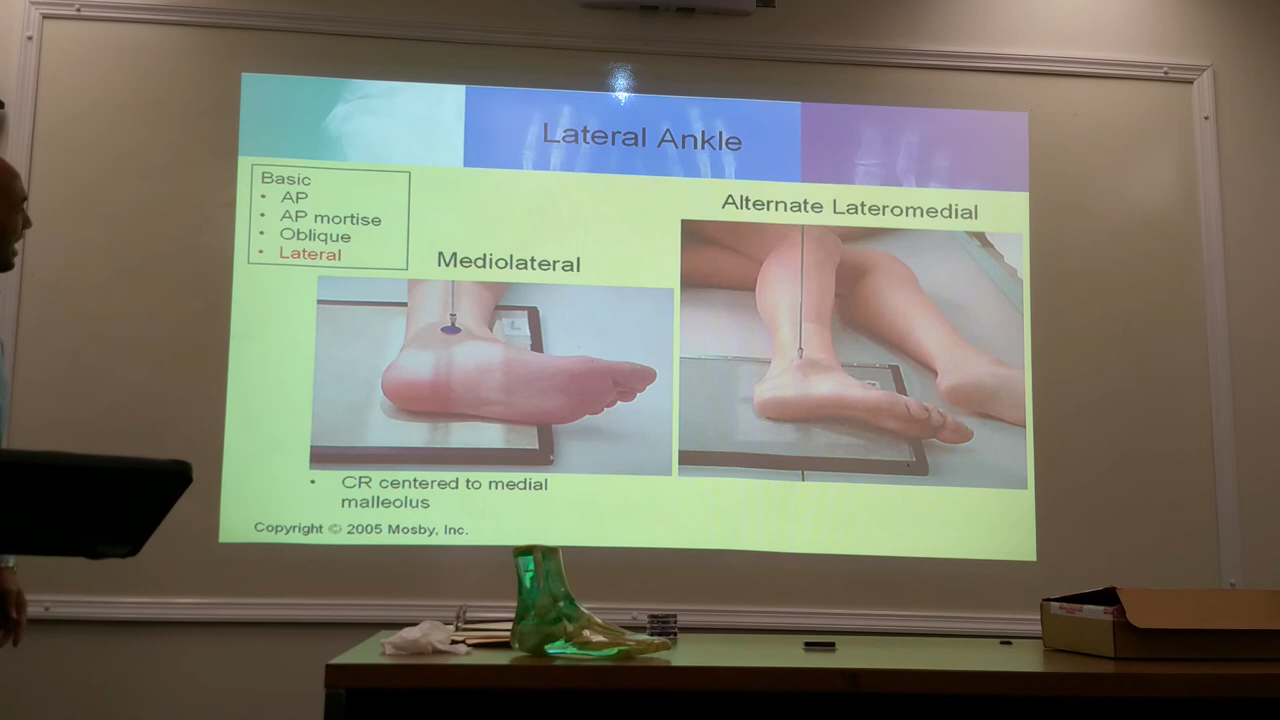 Lateral Ankle
Basic
• AP
• AP mortise
• Oblique
• Lateral
Mediolateral
Alternate Lateromedial
L
• CR centered to medial
malleolus
Copyright © 2005 Mosby, Inc.